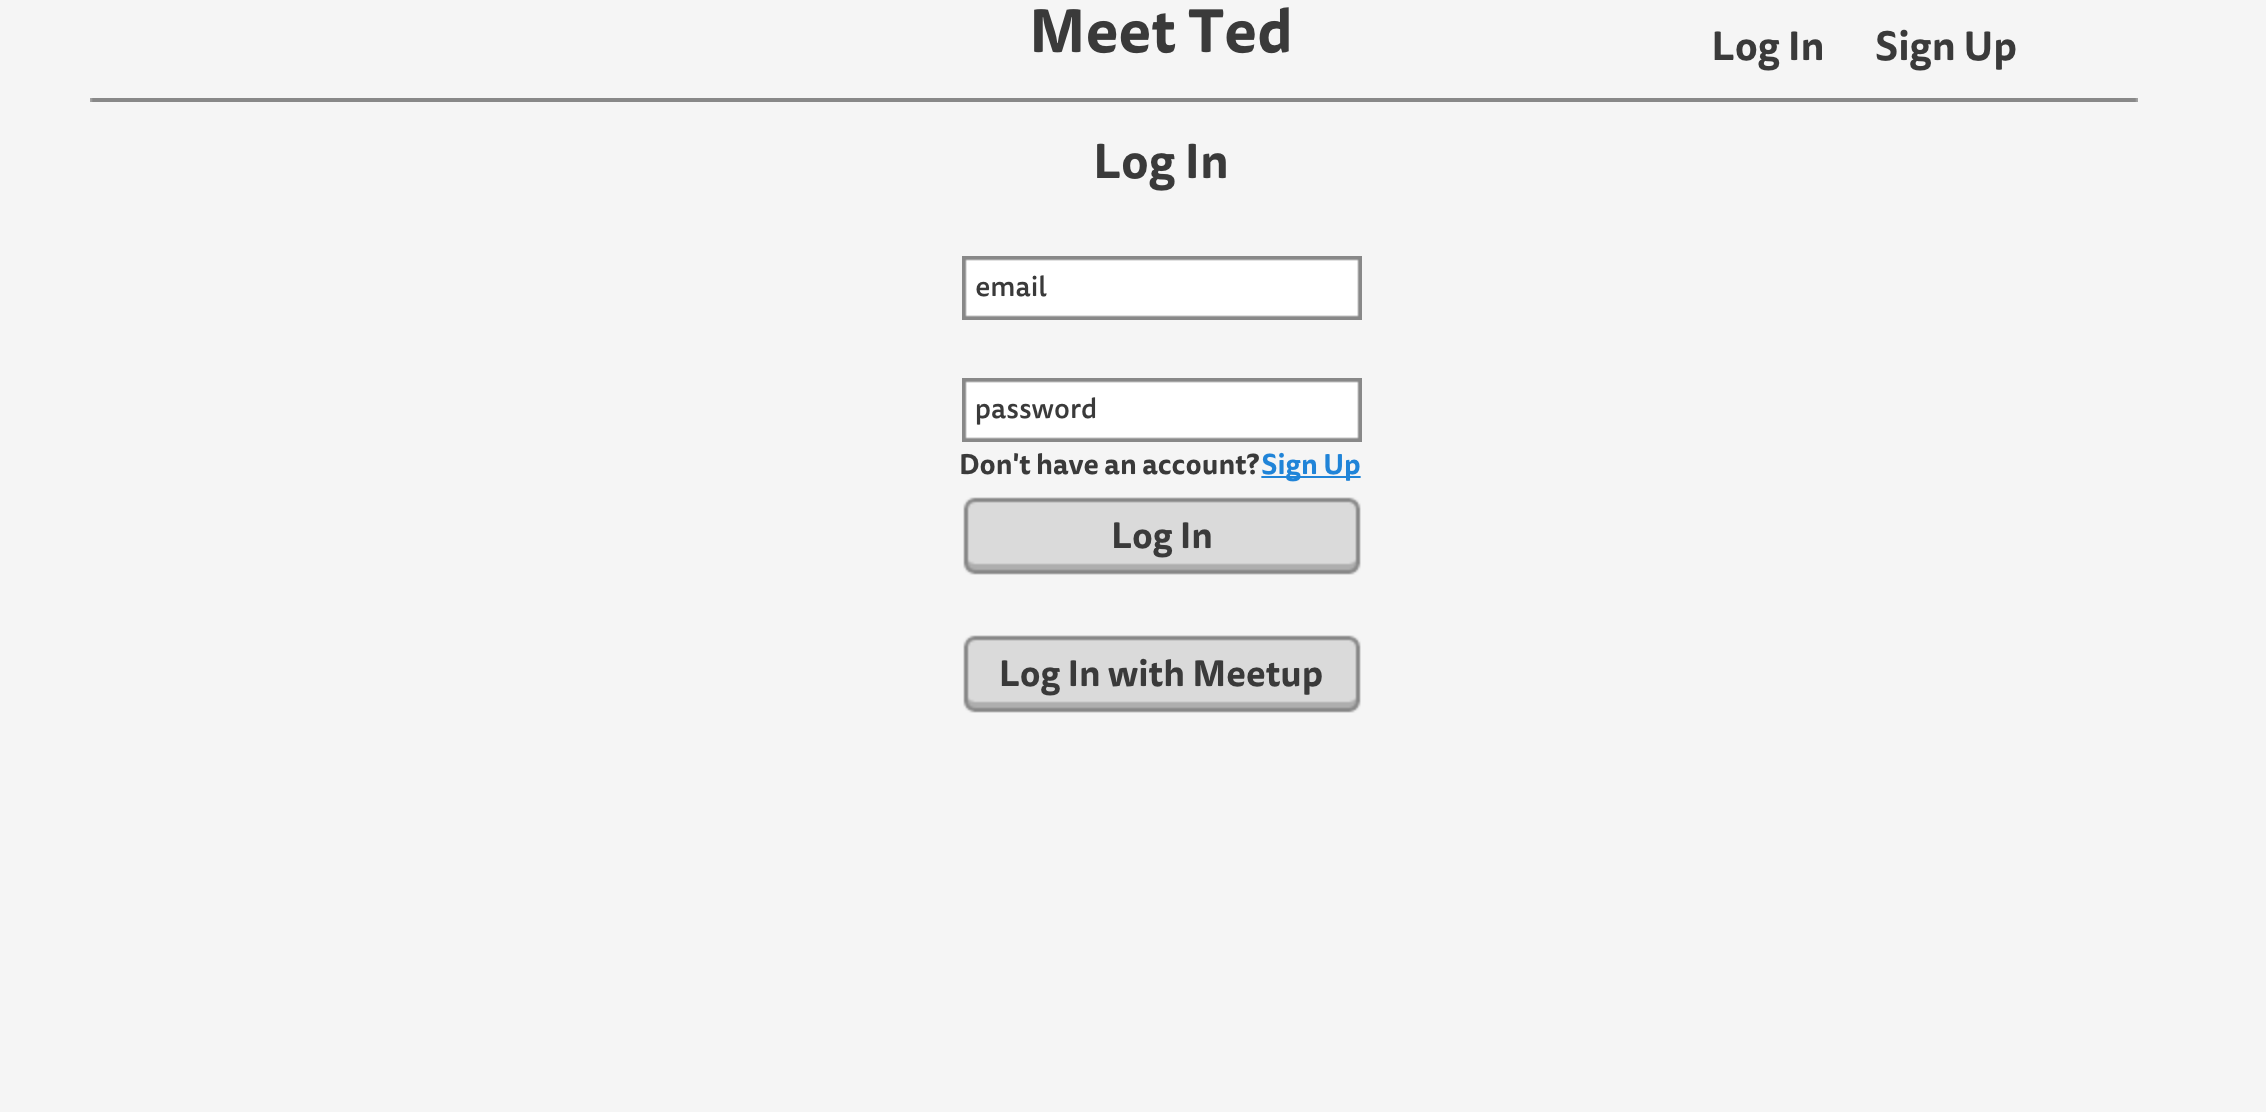 Meet Ted
Log In Sign Up
Log In
email
password
Don't have an account? Sign Up
Log In
Log In with Meetup